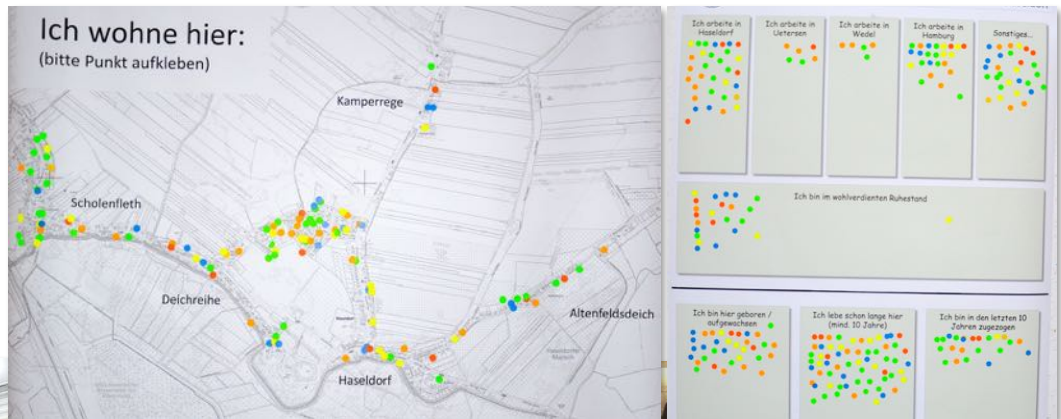 Ich wohne hier:
(bitte Punkt aufkleben)
Kamperrege
Scholenfleth
Deichreihe
Altenfeldsdeich
Haseldorf
Ich arbeite in
Haseldorf
Ich arbeite in
Uetersen
Ich arbeite in
Wedel
Ich arbeite in
Hamburg
Sonstiges...
Ich bin im wohlverdienten Ruhestand
Ich bin hier geboren /
aufgewachsen
Ich lebe schon lange hier
(mind. 10 Jahre)
Ich bin in den letzten 10
Jahren zugezogen